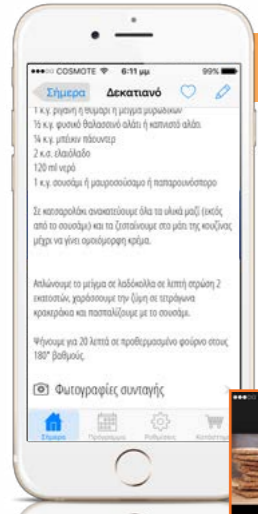 COSMOTE 6:11 μμ 99%
Σήμερα Δεκατιανό
1 κ.γ. ρίγανη ή θυμάρι ή μείγμα μυρωδικών
½ κ.γ. φυσικό θαλασσινό αλάτι ή καπνιστό αλάτι
¼ κ.γ. μπέικιν πάουντερ
2 κ.σ. ελαιόλαδο
120 ml νερό
1 κ.γ. σουσάμι ή μαυροσούσαμο ή παπαρουνόσπορο
Σε κατσαρολάκι ανακατεύουμε όλα τα υλικά μαζί (εκτός
από το σουσάμι) και τα ζεσταίνουμε στο μάτι της κουζίνας
μέχρι να γίνει ομοιόμορφη κρέμα.
Απλώνουμε το μείγμα σε λαδόκολλα σε λεπτή στρώση 2
εκατοστών, χαράσσουμε την ζύμη σε τετράγωνα
κρακεράκια και πασπαλίζουμε με το σουσάμι.
Ψήνουμε για 20 λεπτά σε προθερμασμένο φούρνο στους
180° βαθμούς.
Φωτογραφίες συνταγής
Σήμερα Πρόγραμμα Ρυθμίσεις Κατάστημα